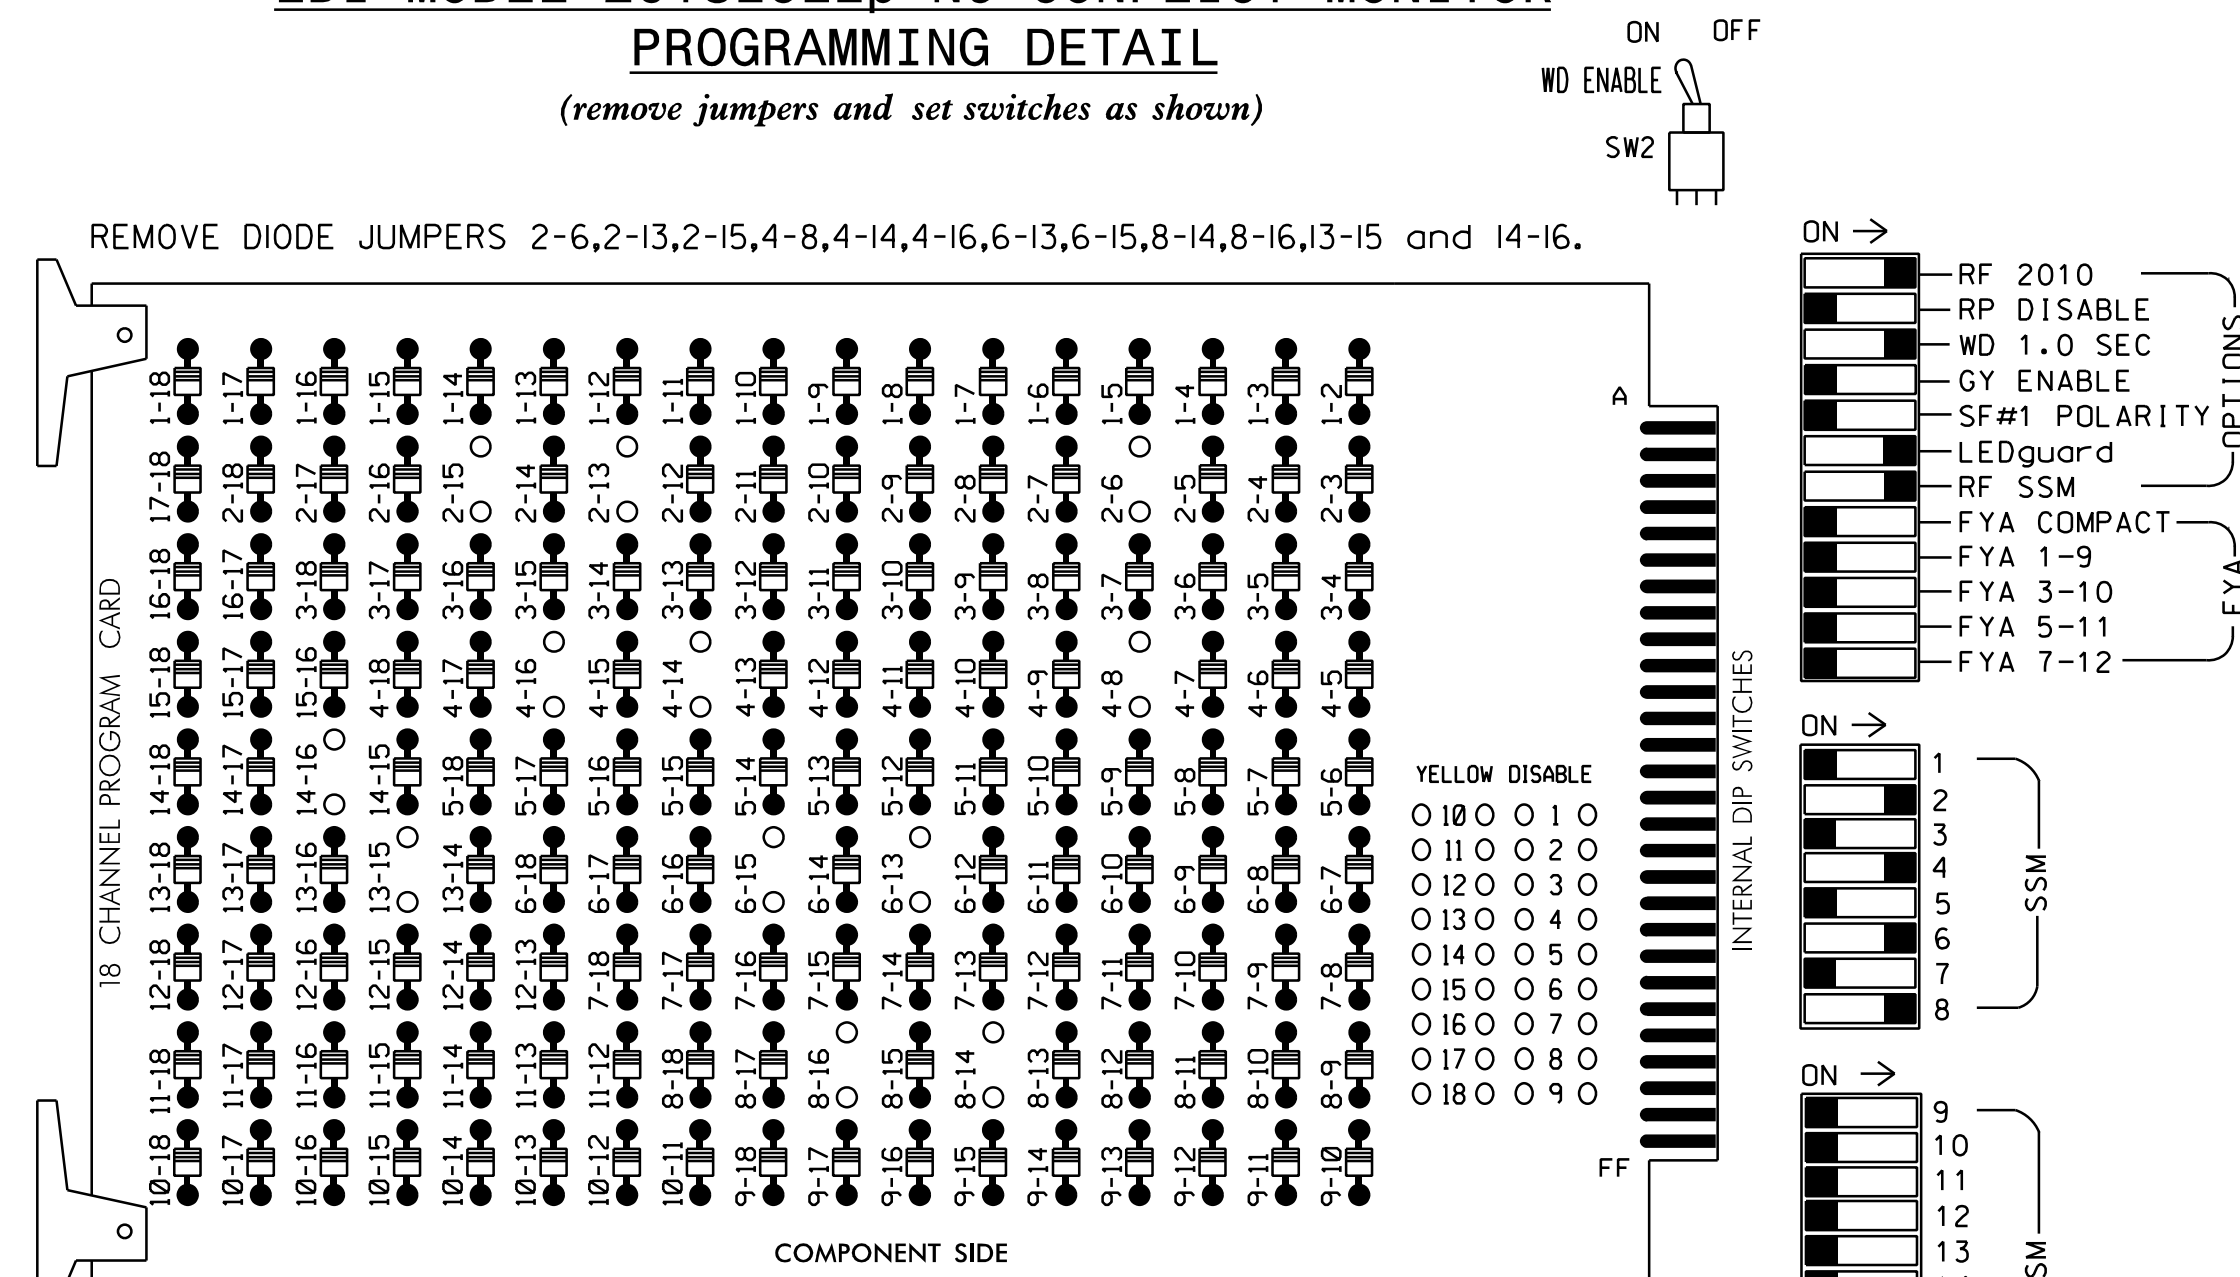 PROGRAMMING DETAIL
(remove jumpers and set switches as shown)
ON OFF
WD ENABLE
SW2
REMOVE DIODE JUMPERS 2-6,2-13,2-15,4-8,4-14,4-16,6-13,6-15,8-14,8-16,13-15 and 14-16.
18 CHANNEL PROGRAM CARD
1-18 1-17 1-16 1-15 1-14 1-13 1-12 1-11 1-10 1-9 1-8 1-7 1-6 1-5 1-4 1-3 1-2
17-18 2-18 2-17 2-16 2-15 2-14 2-13 2-12 2-11 2-10 2-9 2-8 2-7 2-6 2-5 2-4 2-3
16-18 16-17 3-18 3-17 3-16 3-15 3-14 3-13 3-12 3-11 3-10 3-9 3-8 3-7 3-6 3-5 3-4
15-18 15-17 15-16 4-18 4-17 4-16 4-15 4-14 4-13 4-12 4-11 4-10 4-9 4-8 4-7 4-6 4-5
14-18 14-17 14-16 14-15 5-18 5-17 5-16 5-15 5-14 5-13 5-12 5-11 5-10 5-9 5-8 5-7 5-6
13-18 13-17 13-16 13-15 13-14 6-18 6-17 6-16 6-15 6-14 6-13 6-12 6-11 6-10 6-9 6-8 6-7
12-18 12-17 12-16 12-15 12-14 12-13 7-18 7-17 7-16 7-15 7-14 7-13 7-12 7-11 7-10 7-9 7-8
11-18 11-17 11-16 11-15 11-14 11-13 11-12 8-18 8-17 8-16 8-15 8-14 8-13 8-12 8-11 8-10 8-9
10-18 10-17 10-16 10-15 10-14 10-13 10-12 10-11 9-18 9-17 9-16 9-15 9-14 9-13 9-12 9-11 9-10
COMPONENT SIDE
YELLOW DISABLE
10 1
11 2
12 3
13 4
14 5
15 6
16 7
17 8
18 9
A
FF
INTERNAL DIP SWITCHES
ON
RF 2010
RP DISABLE
WD 1.0 SEC
GY ENABLE
SF#1 POLARITY
LEDguard
RF SSM
OPTIONS
FYA COMPACT
FYA 1-9
FYA 3-10
FYA 5-11
FYA 7-12
FYA
ON
1
2
3
4
5
6
7
8
SSM
ON
9
10
11
12
13